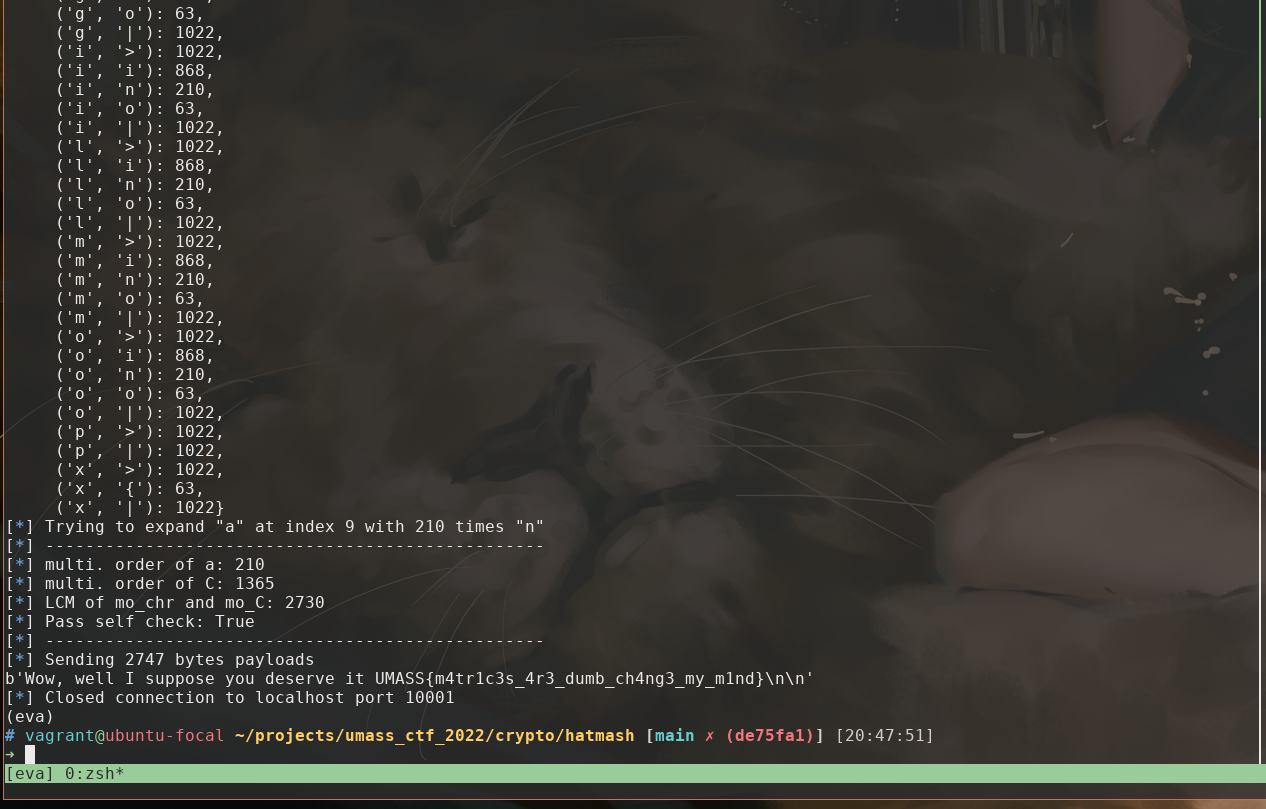 ('g', 'o'): 63,
('g', '|'): 1022,
('i', '>'): 1022,
('i', 'i'): 868,
('i', 'n'): 210,
('i', 'o'): 63,
('i', '|'): 1022,
('l', '>'): 1022,
('l', 'i'): 868,
('l', 'n'): 210,
('l', 'o'): 63,
('l', '|'): 1022,
('m', '>'): 1022,
('m', 'i'): 868,
('m', 'n'): 210,
('m', 'o'): 63,
('m', '|'): 1022,
('o', '>'): 1022,
('o', 'i'): 868,
('o', 'n'): 210,
('o', 'o'): 63,
('o', '|'): 1022,
('p', '>'): 1022,
('p', '|'): 1022,
('x', '>'): 1022,
('x', '{'): 63,
('x', '|'): 1022}
[*] Trying to expand "a" at index 9 with 210 times "n"
[*] --------------------------------------------------
[*] multi. order of a: 210
[*] multi. order of C: 1365
[*] LCM of mo_chr and mo_C: 2730
[*] Pass self check: True
[*] --------------------------------------------------
[*] Sending 2747 bytes payloads
b'Wow, well I suppose you deserve it UMASS{m4tr1c3s_4r3_dumb_ch4ng3_my_m1nd}\n\n'
[*] Closed connection to localhost port 10001
(eva)
# vagrant@ubuntu-focal ~/projects/umass_ctf_2022/crypto/hatmash [main ✗ (de75fa1)] [20:47:51]
➜
[eva] 0:zsh*